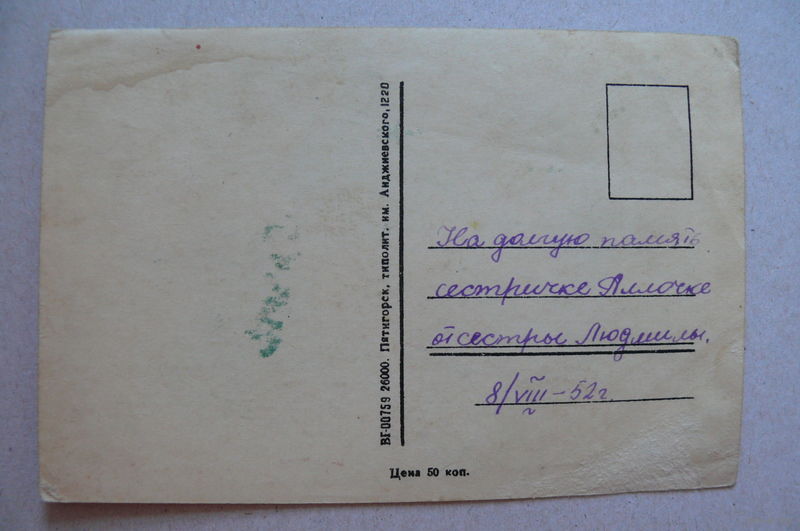 ВГ-00759 26000. Пятигорск, типолит. им. Анджиевского, 1220
На долгую память
сестричке Аллочке
от сестры Людмилы.
8/VIII-52г.
Цена 50 коп.